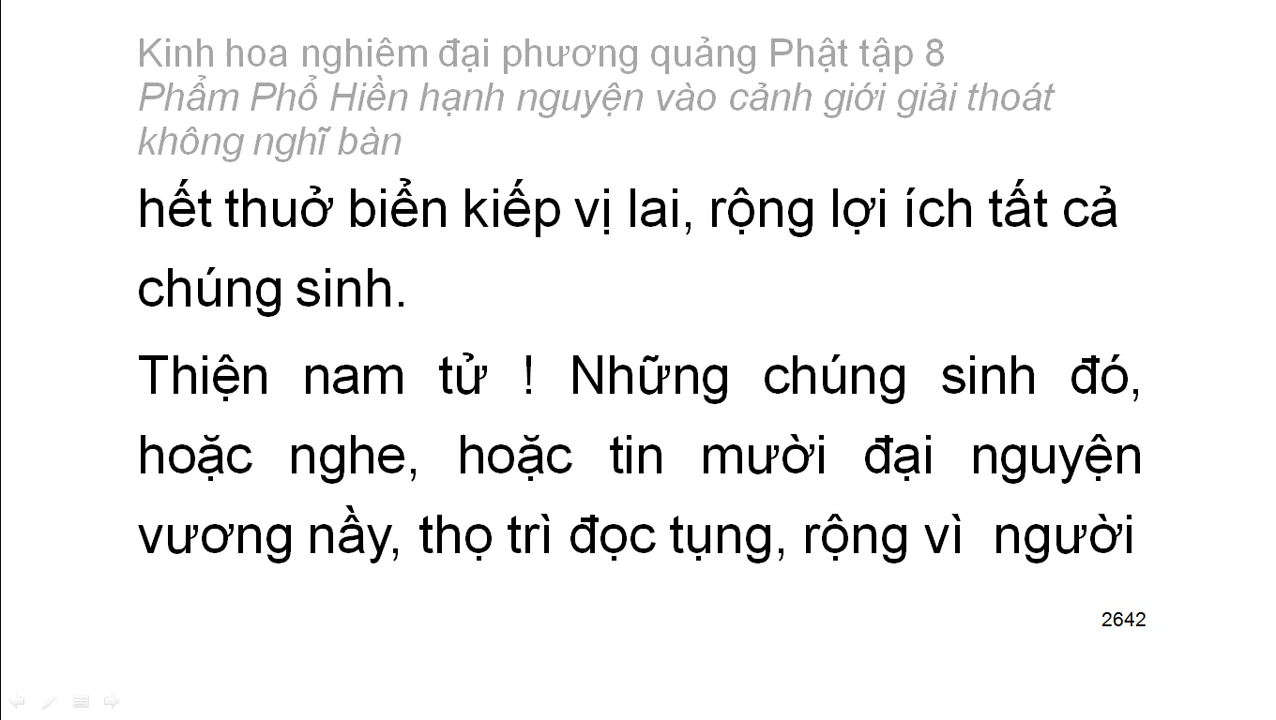 Kinh hoa nghiêm đại phương quảng Phật tập 8
Phẩm Phổ Hiền hạnh nguyện vào cảnh giới giải thoát
không nghĩ bàn
hết thuở biển kiếp vị lai, rộng lợi ích tất cả
chúng sinh.
Thiện nam tử ! Những chúng sinh đó,
hoặc nghe, hoặc tin mười đại nguyện
vương nầy, thọ trì đọc tụng, rộng vì người
2642